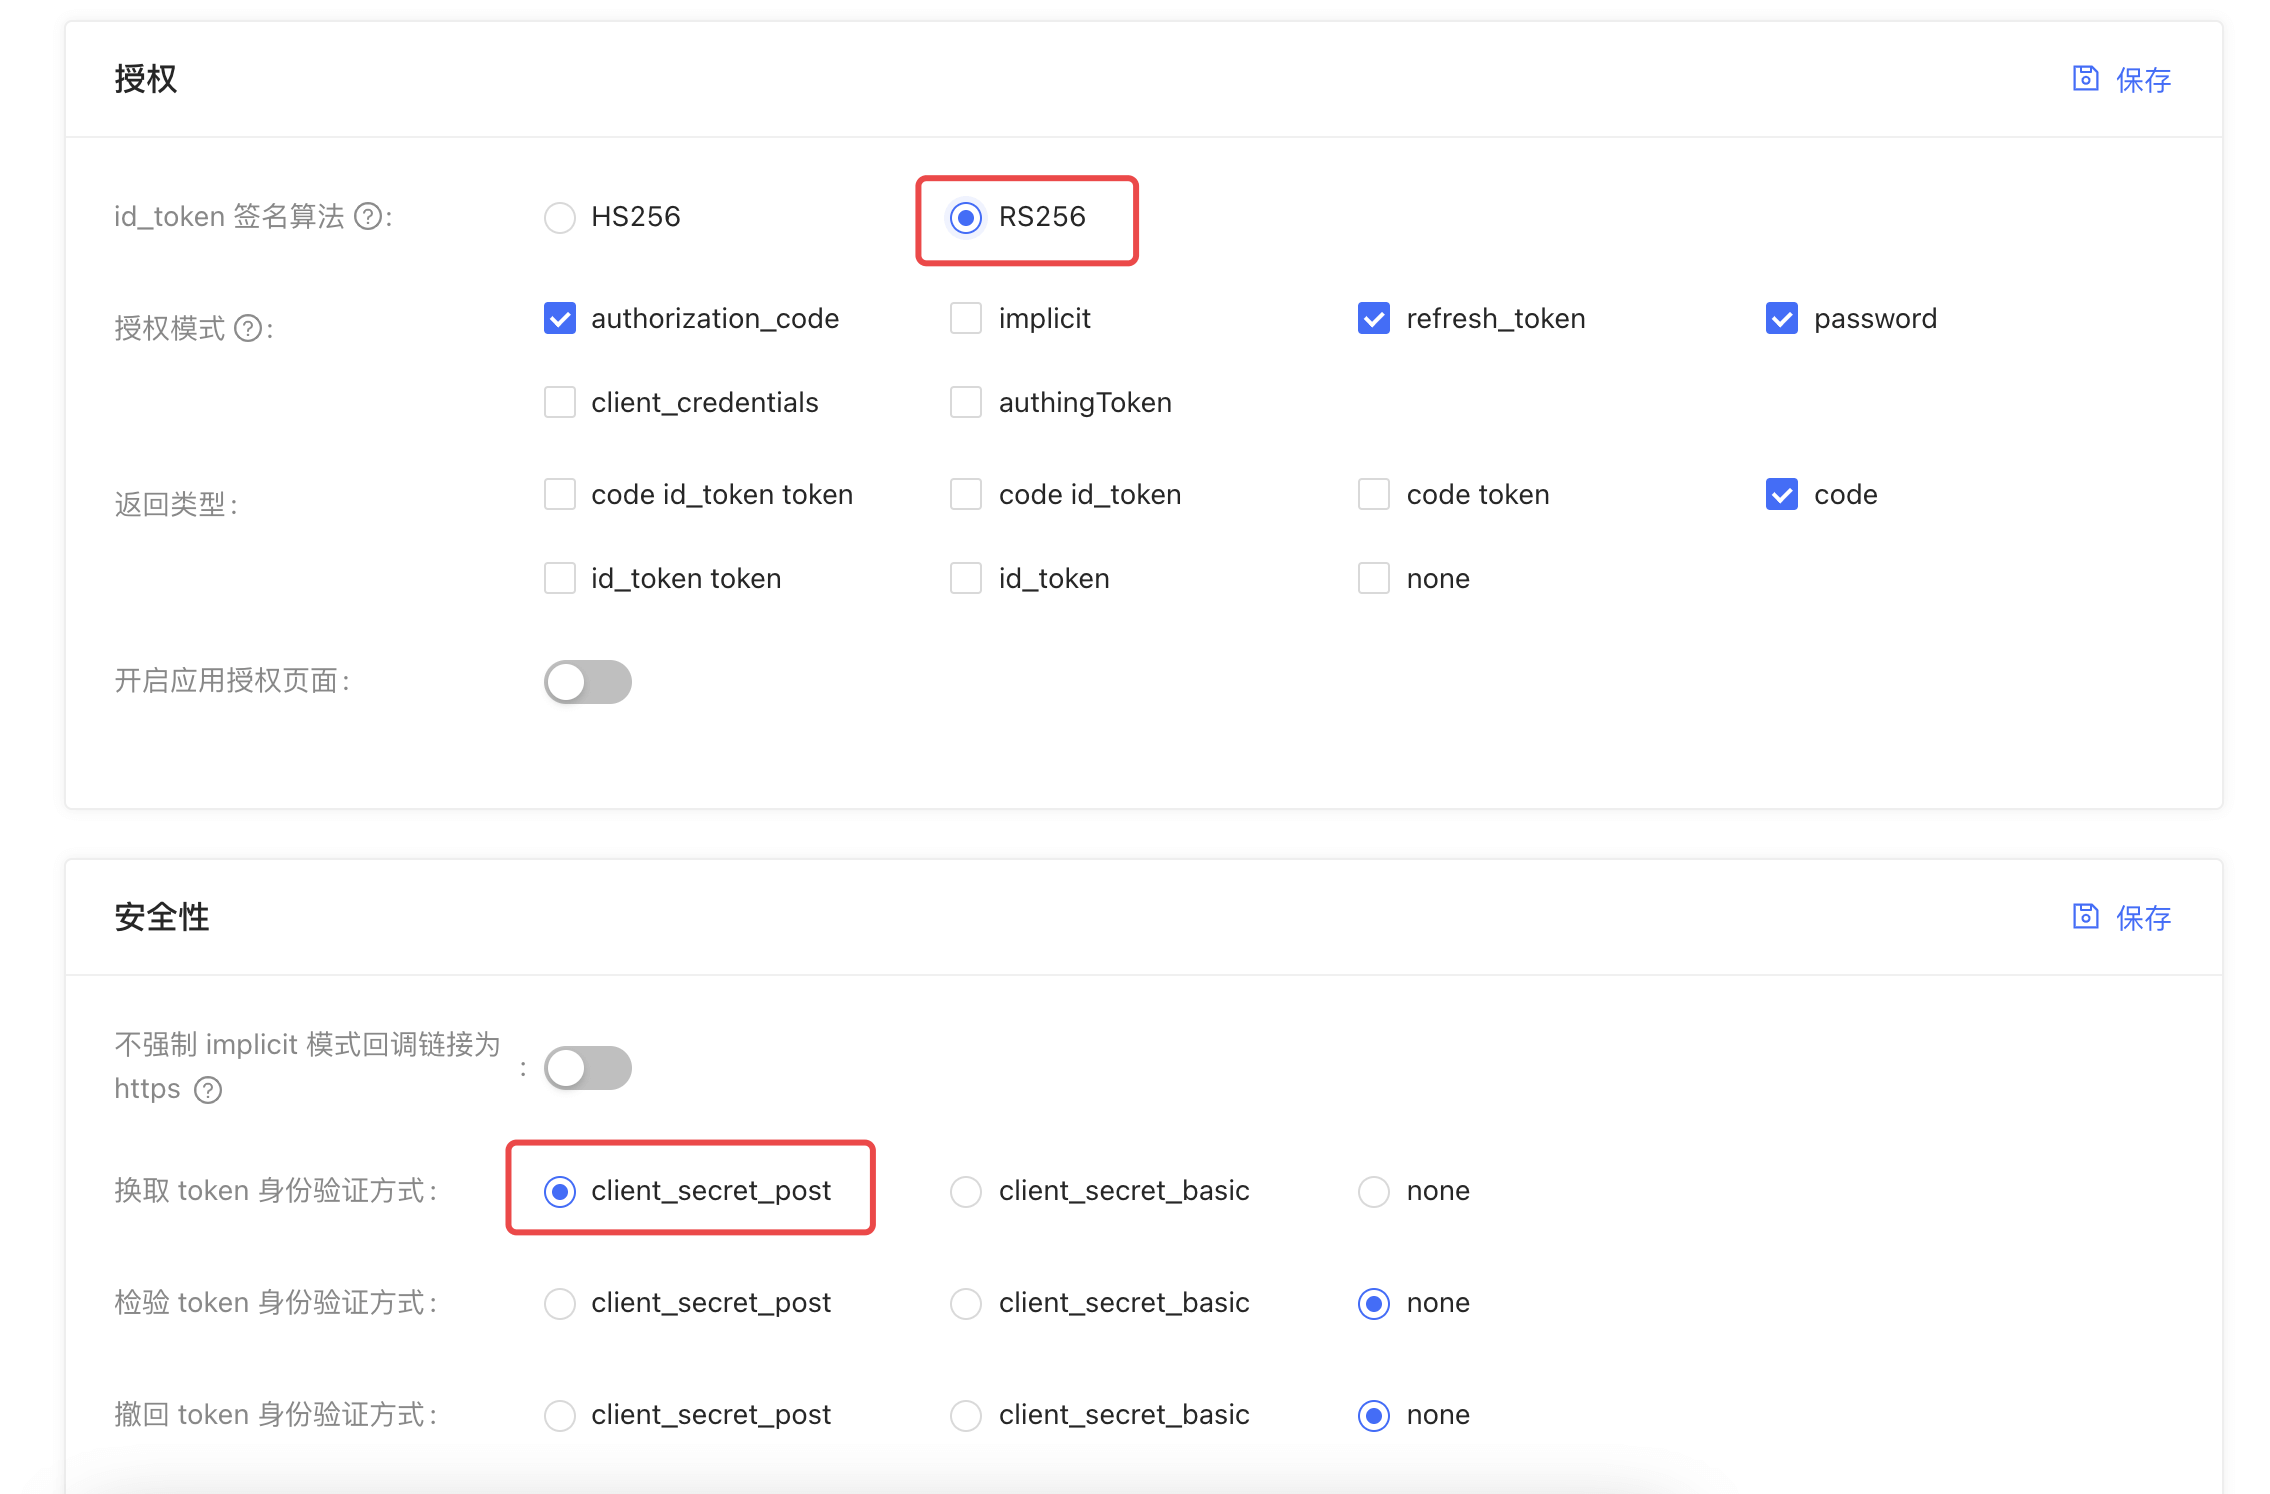 授权
保存
id_token 签名算法 ? :
HS256
RS256
授权模式 ? :
authorization_code
implicit
refresh_token
password
client_credentials
authingToken
返回类型 :
code id_token token
code id_token
code token
code
id_token token
id_token
none
开启应用授权页面 :
安全性
保存
不强制 implicit 模式回调链接为
https ? :
换取 token 身份验证方式 :
client_secret_post
client_secret_basic
none
检验 token 身份验证方式 :
client_secret_post
client_secret_basic
none
撤回 token 身份验证方式 :
client_secret_post
client_secret_basic
none